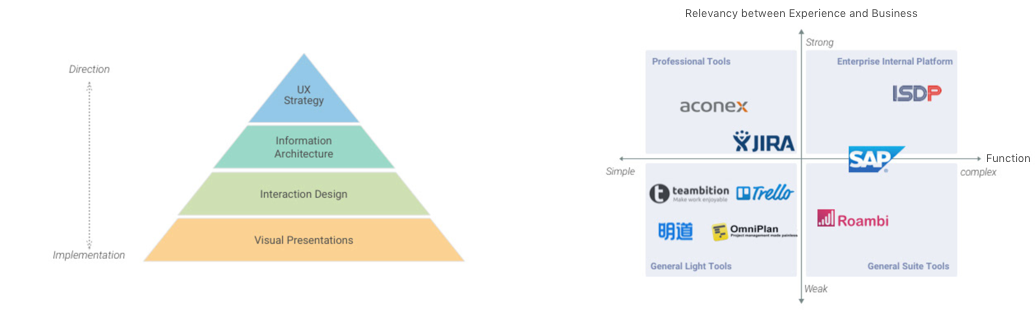 Direction
UX
Strategy
Information
Architecture
Interaction Design
Visual Presentations
Implementation
Relevancy between Experience and Business
Strong
Professional Tools
Enterprise Internal Platform
aconex
ISDP
JIRA
SAP
®
Function
Simple
complex
teambition
Make work enjoyable
Trello
明道
OmniPlan
Project management made painless
Roambi
General Light Tools
General Suite Tools
Weak